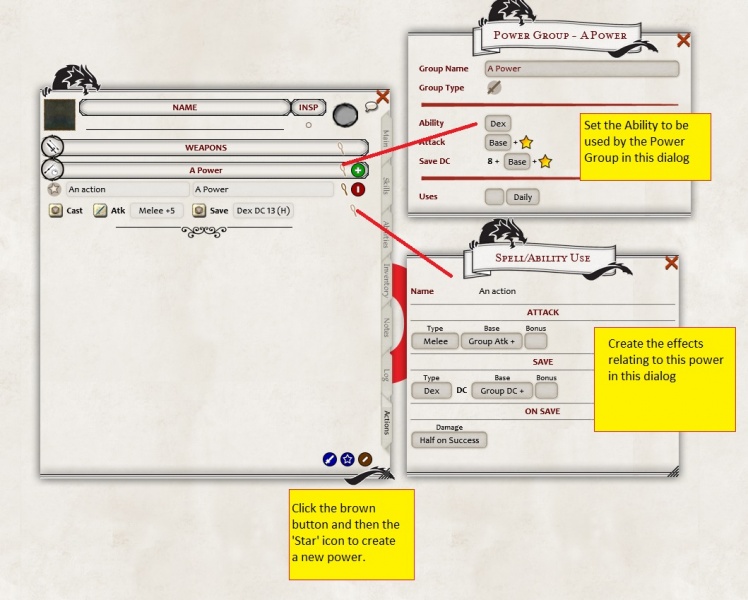 POWER GROUP - A POWER
Group Name A Power
Group Type
Ability Dex
Attack Base +
Save DC 8 + Base +
Uses Daily
Set the Ability to be
used by the Power
Group in this dialog
NAME INSP
WEAPONS
A Power
An action A Power
Cast Atk Melee +5 Save Dex DC 13 (H)
Main
Skills
Abilities
Inventory
Notes
Log
Actions
SPELL/ABILITY USE
Name An action
ATTACK
Type Base Bonus
Melee Group Atk +
SAVE
Type Base Bonus
Dex DC Group DC +
ON SAVE
Damage
Half on Success
Create the effects
relating to this power
in this dialog
Click the brown
button and then the
'Star' icon to create
a new power.